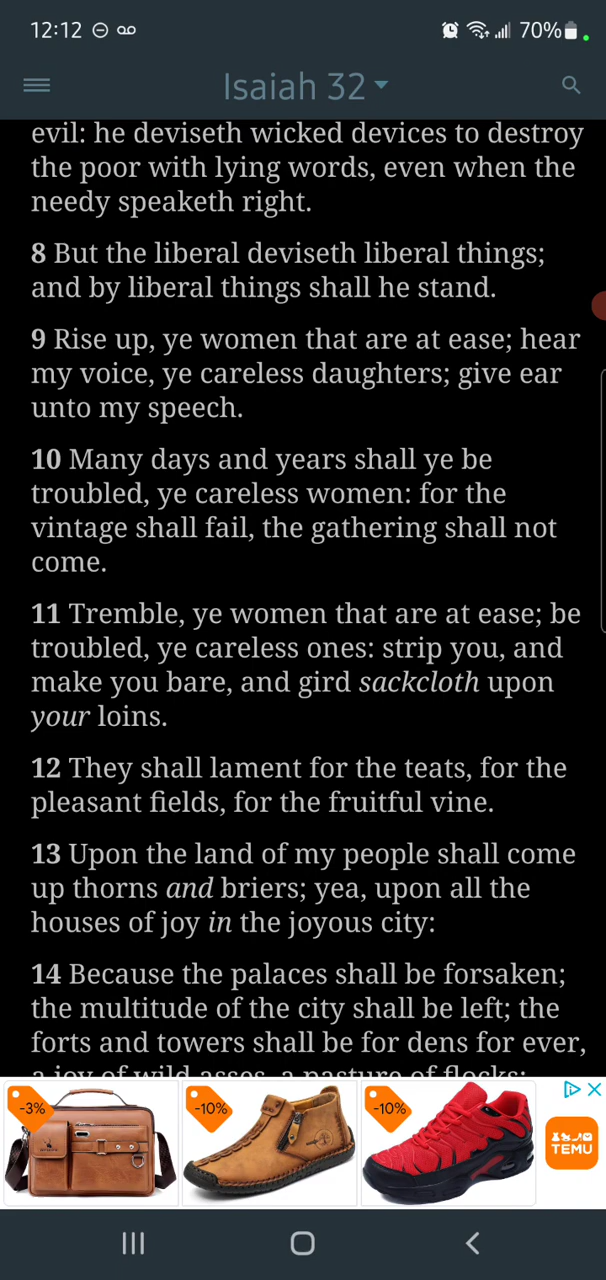 12:12 70%
Isaiah 32
evil: he deviseth wicked devices to destroy
the poor with lying words, even when the
needy speaketh right.
8 But the liberal deviseth liberal things;
and by liberal things shall he stand.
9 Rise up, ye women that are at ease; hear
my voice, ye careless daughters; give ear
unto my speech.
10 Many days and years shall ye be
troubled, ye careless women: for the
vintage shall fail, the gathering shall not
come.
11 Tremble, ye women that are at ease; be
troubled, ye careless ones: strip you, and
make you bare, and gird sackcloth upon
your loins.
12 They shall lament for the teats, for the
pleasant fields, for the fruitful vine.
13 Upon the land of my people shall come
up thorns and briers; yea, upon all the
houses of joy in the joyous city:
14 Because the palaces shall be forsaken;
the multitude of the city shall be left; the
forts and towers shall be for dens for ever,
a joy of wild asses, a pasture of flocks;
-3% -10% -10%
TEMU